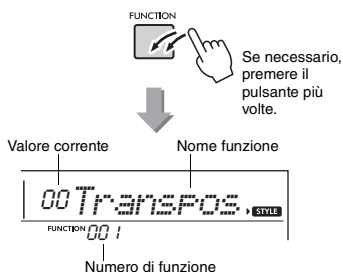 FUNCTION
Se necessario,
premere il
pulsante più
volte.
Valore corrente
Nome funzione
00 Transpos. STYLE
FUNCTION 001
Numero di funzione